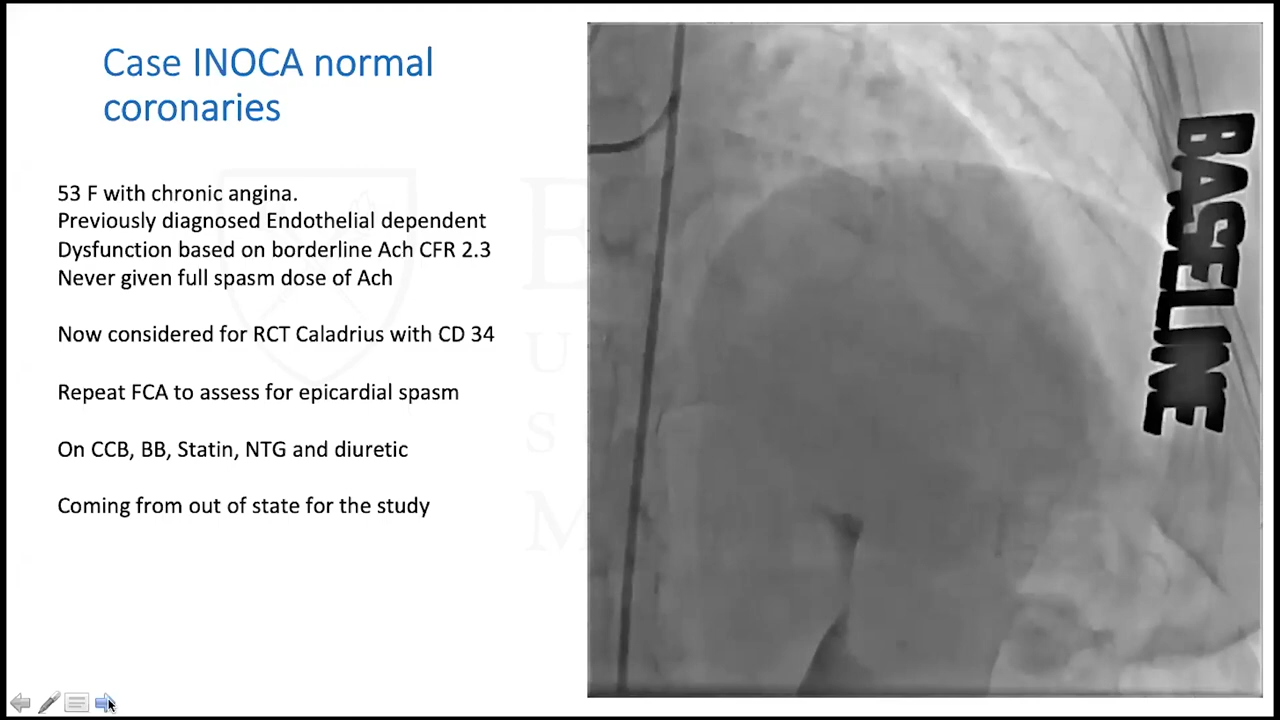 Case INOCA normal
coronaries
53 F with chronic angina.
Previously diagnosed Endothelial dependent
Dysfunction based on borderline Ach CFR 2.3
Never given full spasm dose of Ach
Now considered for RCT Caladrius with CD 34
Repeat FCA to assess for epicardial spasm
On CCB, BB, Statin, NTG and diuretic
Coming from out of state for the study
BASELINE